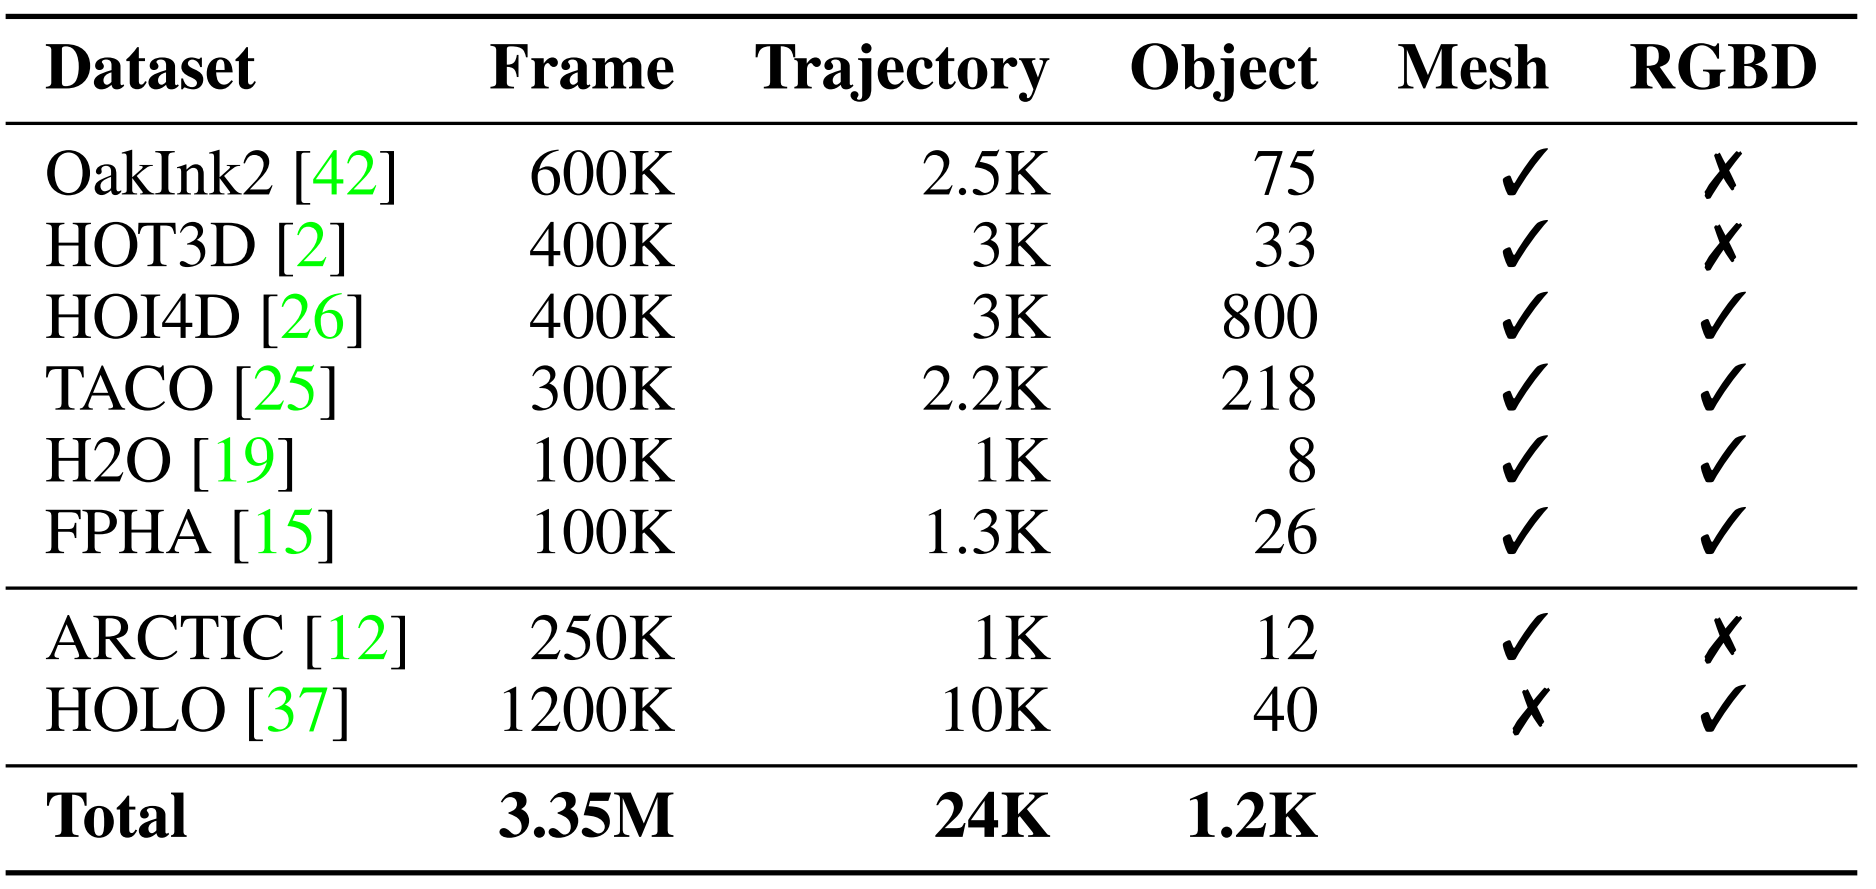 Dataset Frame Trajectory Object Mesh RGBD
OakInk2 [42] 600K 2.5K 75 ✓ ✗
HOT3D [2] 400K 3K 33 ✓ ✗
HOI4D [26] 400K 3K 800 ✓ ✓
TACO [25] 300K 2.2K 218 ✓ ✓
H2O [19] 100K 1K 8 ✓ ✓
FPHA [15] 100K 1.3K 26 ✓ ✓
ARCTIC [12] 250K 1K 12 ✓ ✗
HOLO [37] 1200K 10K 40 ✗ ✓
Total 3.35M 24K 1.2K